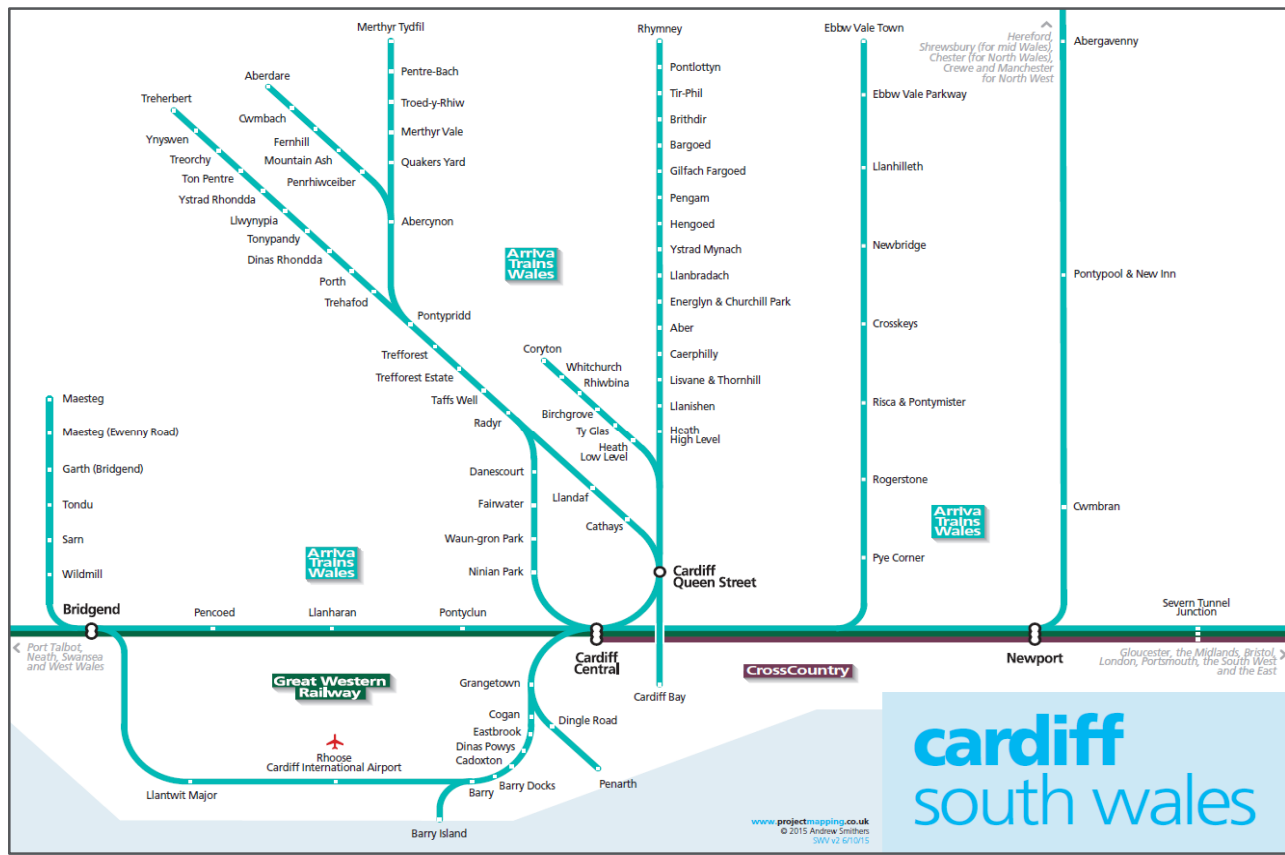 Merthyr Tydfil
Pentre-Bach
Troed-y-Rhiw
Merthyr Vale
Quakers Yard
Abercynon
Aberdare
Cwmbach
Fernhill
Mountain Ash
Penrhiwceiber
Treherbert
Ynyswen
Treorchy
Ton Pentre
Ystrad Rhondda
Llwynypia
Tonypandy
Dinas Rhondda
Porth
Trehafod
Pontypridd
Trefforest
Trefforest Estate
Taffs Well
Radyr
Danescourt
Fairwater
Waun-gron Park
Ninian Park
Llandaf
Cathays
Arriva
Trains
Wales
Coryton
Whitchurch
Rhiwbina
Birchgrove
Ty Glas
Heath
Low Level
Rhymney
Pontlottyn
Tir-Phil
Brithdir
Bargoed
Gilfach Fargoed
Pengam
Hengoed
Ystrad Mynach
Llanbradach
Energlyn & Churchill Park
Aber
Caerphilly
Lisvane & Thornhill
Llanishen
Heath
High Level
Cardiff
Queen Street
Ebbw Vale Town
Ebbw Vale Parkway
Llanhilleth
Newbridge
Crosskeys
Risca & Pontymister
Rogerstone
Pye Corner
Hereford,
Shrewsbury (for mid Wales),
Chester (for North Wales),
Crewe and Manchester
for North West
Abergavenny
Pontypool & New Inn
Cwmbran
Arriva
Trains
Wales
Maesteg
Maesteg (Ewenny Road)
Garth (Bridgend)
Tondu
Sarn
Wildmill
Arriva
Trains
Wales
Bridgend
Pencoed
Llanharan
Pontyclun
Cardiff
Central
Newport
Severn Tunnel
Junction
Port Talbot,
Neath, Swansea
and West Wales
Gloucester, the Midlands, Bristol,
London, Portsmouth, the South West
and the East
Great Western
Railway
CrossCountry
Cardiff Bay
Grangetown
Cogan
Eastbrook
Dinas Powys
Cadoxton
Barry Docks
Barry
Barry Island
Dingle Road
Penarth
Rhoose
Cardiff International Airport
Llantwit Major
www.projectmapping.co.uk
© 2015 Andrew Smithers
SWV v2 6/10/15
cardiff
south wales